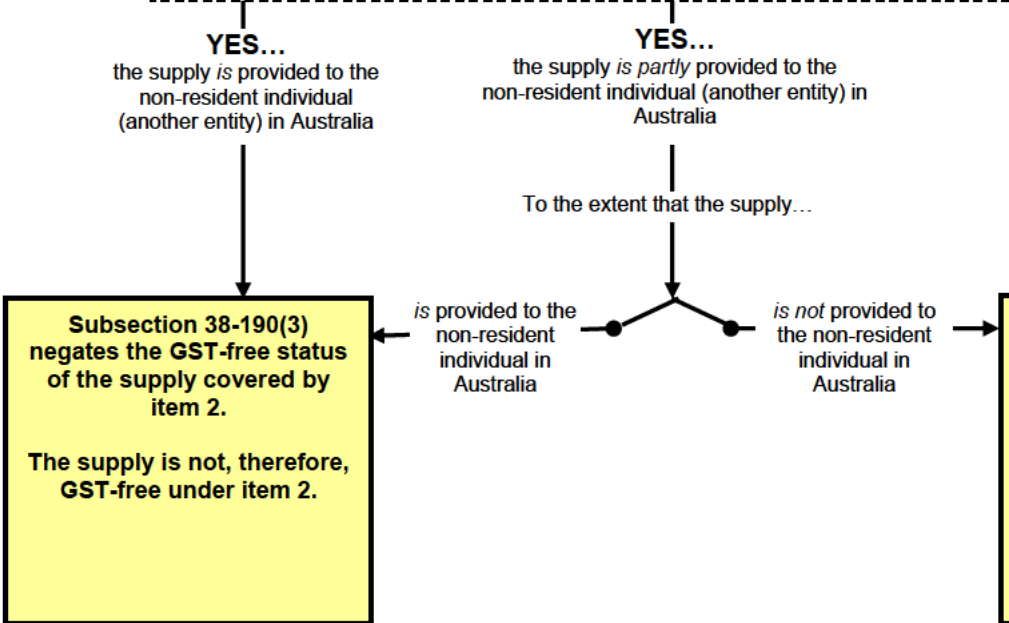 YES…
the supply is provided to the
non-resident individual
(another entity) in Australia
YES…
the supply is partly provided to the
non-resident individual (another entity) in
Australia
To the extent that the supply…
Subsection 38-190(3)
negates the GST-free status
of the supply covered by
item 2.
The supply is not, therefore,
GST-free under item 2.
is provided to the
non-resident
individual in
Australia
is not provided to
the non-resident
individual in
Australia